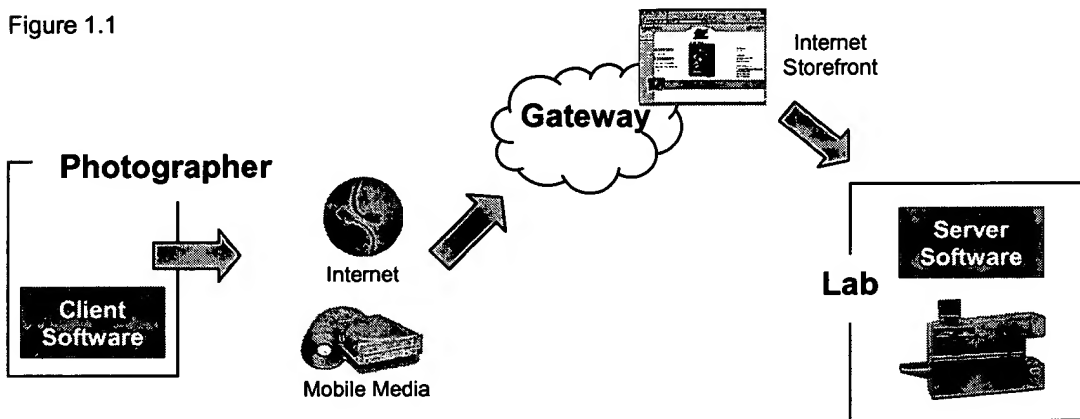 Figure 1.1
Internet
Storefront
Gateway
Photographer
Internet
Client
Software
Mobile Media
Lab
Server
Software